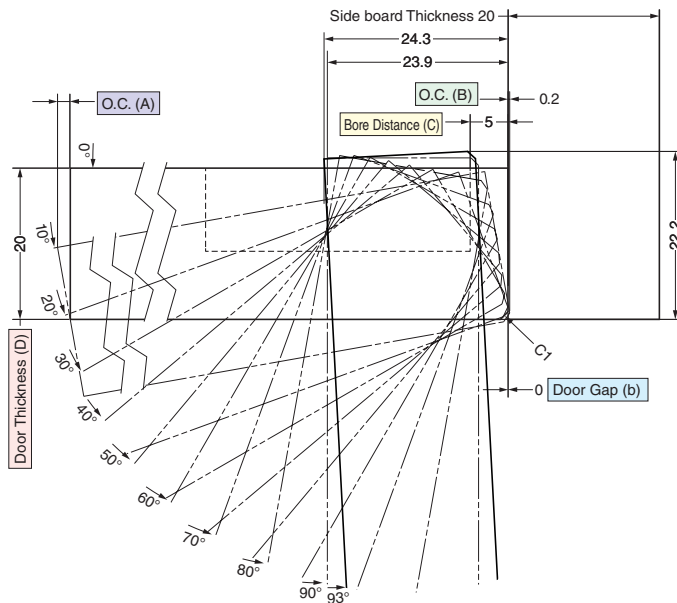 Side board Thickness 20
24.3
23.9
O.C. (B)
0.2
O.C. (A)
Bore Distance (C)
5
0°
20
22.2
10°
20°
30°
40°
50°
60°
70°
80°
90°
93°
C1
0
Door Gap (b)
Door Thickness (D)